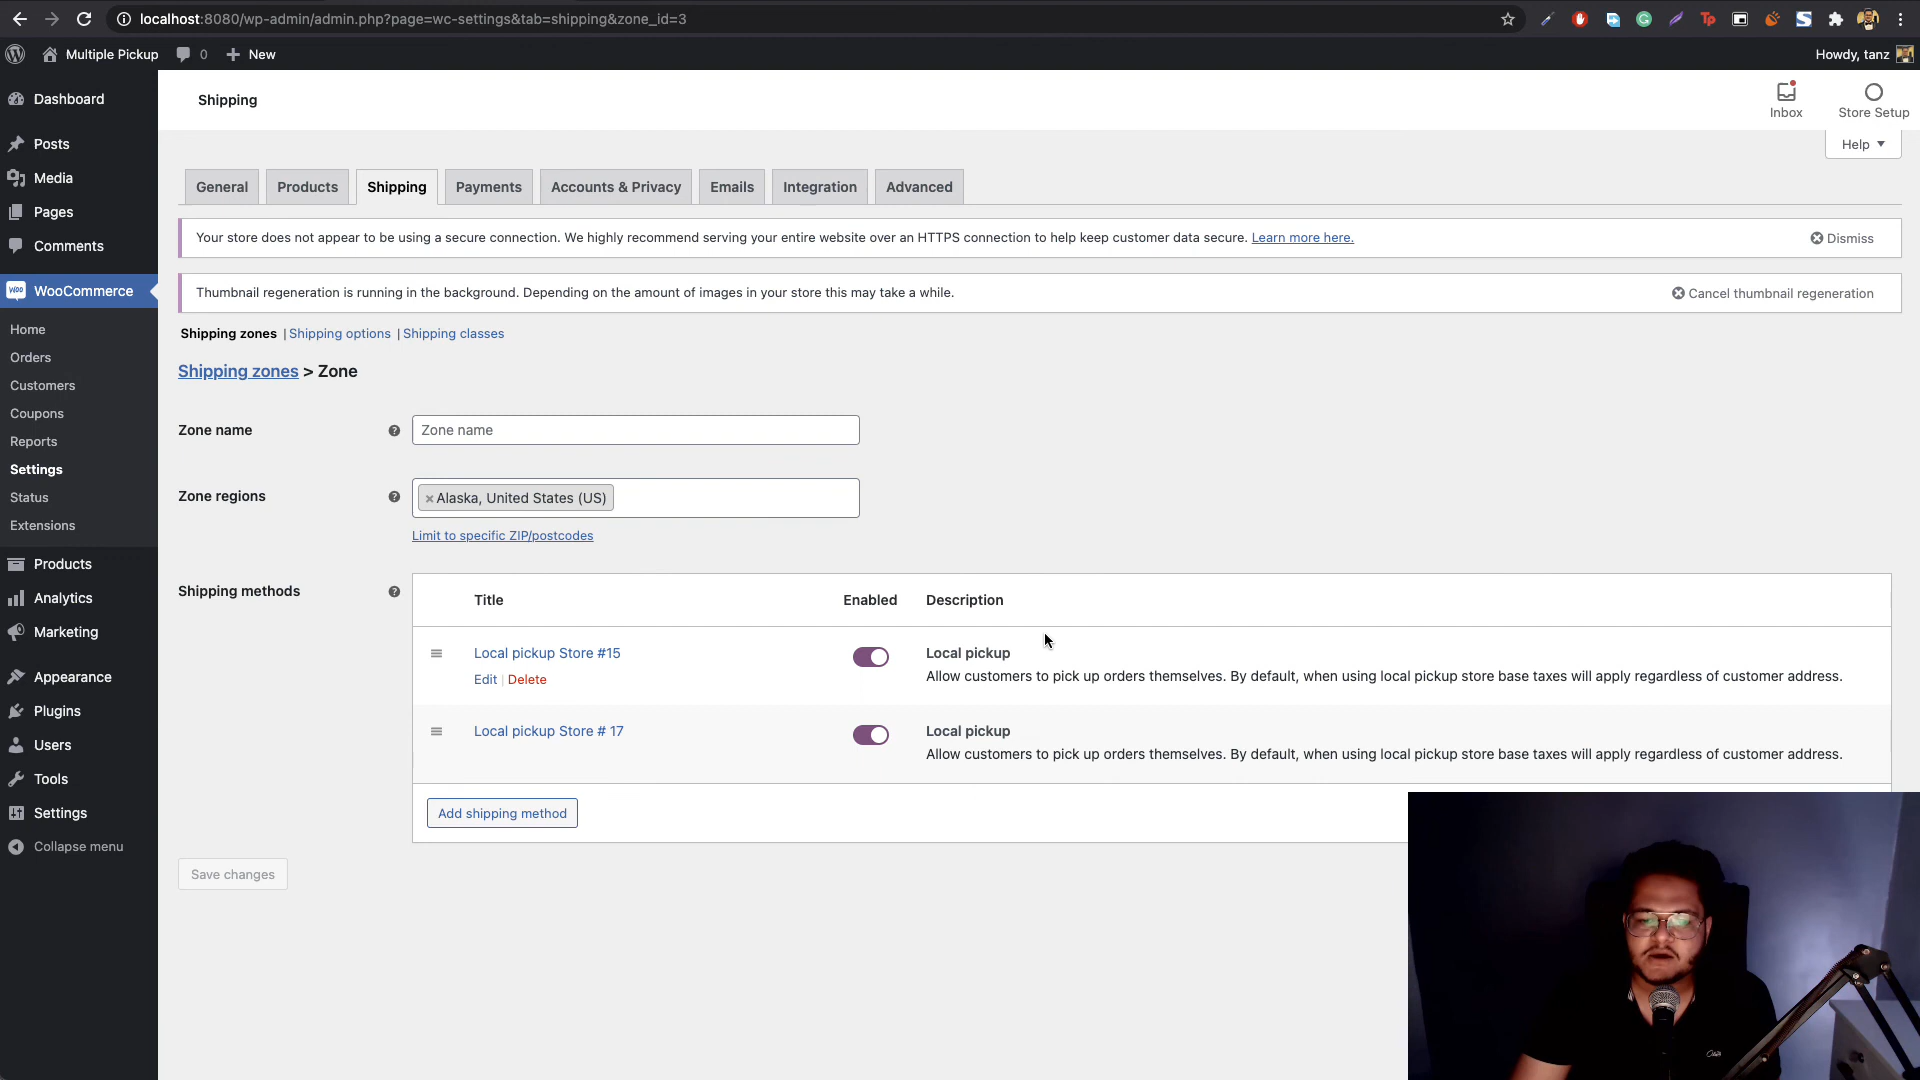 localhost:8080/wp-admin/admin.php?page=wc-settings&tab=shipping&zone_id=3
Multiple Pickup
0
New
Howdy, tanz
Dashboard
Posts
Media
Pages
Comments
WooCommerce
Home
Orders
Customers
Coupons
Reports
Settings
Status
Extensions
Products
Analytics
Marketing
Appearance
Plugins
Users
Tools
Settings
Collapse menu
Shipping
Inbox
Store Setup
Help
General
Products
Shipping
Payments
Accounts & Privacy
Emails
Integration
Advanced
Your store does not appear to be using a secure connection. We highly recommend serving your entire website over an HTTPS connection to help keep customer data secure. Learn more here.
Dismiss
Thumbnail regeneration is running in the background. Depending on the amount of images in your store this may take a while.
Cancel thumbnail regeneration
Shipping zones | Shipping options | Shipping classes
Shipping zones > Zone
Zone name
Zone name
Zone regions
× Alaska, United States (US)
Limit to specific ZIP/postcodes
Shipping methods
Title
Enabled
Description
Local pickup Store #15
Edit | Delete
Local pickup
Allow customers to pick up orders themselves. By default, when using local pickup store base taxes will apply regardless of customer address.
Local pickup Store # 17
Local pickup
Allow customers to pick up orders themselves. By default, when using local pickup store base taxes will apply regardless of customer address.
Add shipping method
Save changes